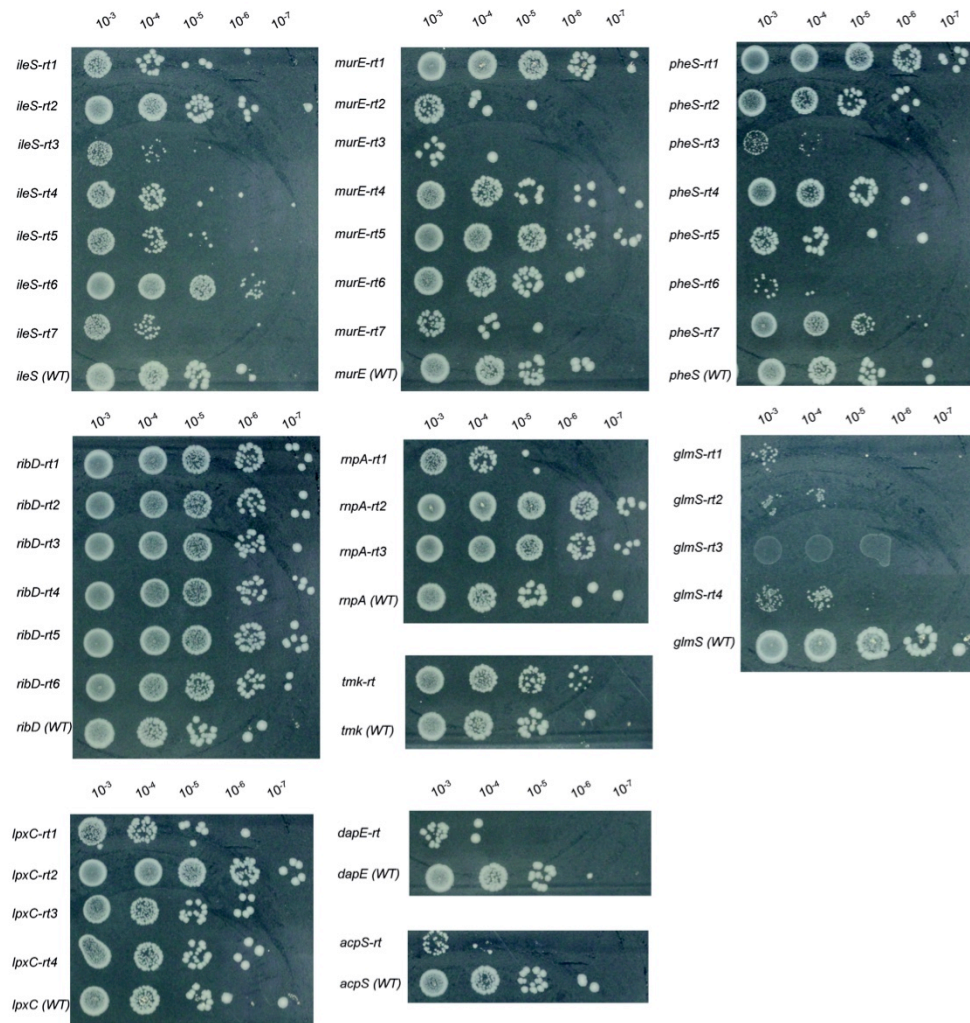 10-3 10-4 10-5 10-6 10-7
ileS-rt1
ileS-rt2
ileS-rt3
ileS-rt4
ileS-rt5
ileS-rt6
ileS-rt7
ileS (WT)
10-3 10-4 10-5 10-6 10-7
murE-rt1
murE-rt2
murE-rt3
murE-rt4
murE-rt5
murE-rt6
murE-rt7
murE (WT)
10-3 10-4 10-5 10-6 10-7
pheS-rt1
pheS-rt2
pheS-rt3
pheS-rt4
pheS-rt5
pheS-rt6
pheS-rt7
pheS (WT)
10-3 10-4 10-5 10-6 10-7
ribD-rt1
ribD-rt2
ribD-rt3
ribD-rt4
ribD-rt5
ribD-rt6
ribD (WT)
10-3 10-4 10-5 10-6 10-7
rnpA-rt1
rnpA-rt2
rnpA-rt3
rnpA (WT)
tmk-rt
tmk (WT)
10-3 10-4 10-5 10-6 10-7
glmS-rt1
glmS-rt2
glmS-rt3
glmS-rt4
glmS (WT)
10-3 10-4 10-5 10-6 10-7
lpxC-rt1
lpxC-rt2
lpxC-rt3
lpxC-rt4
lpxC (WT)
10-3 10-4 10-5 10-6 10-7
dapE-rt
dapE (WT)
acpS-rt
acpS (WT)